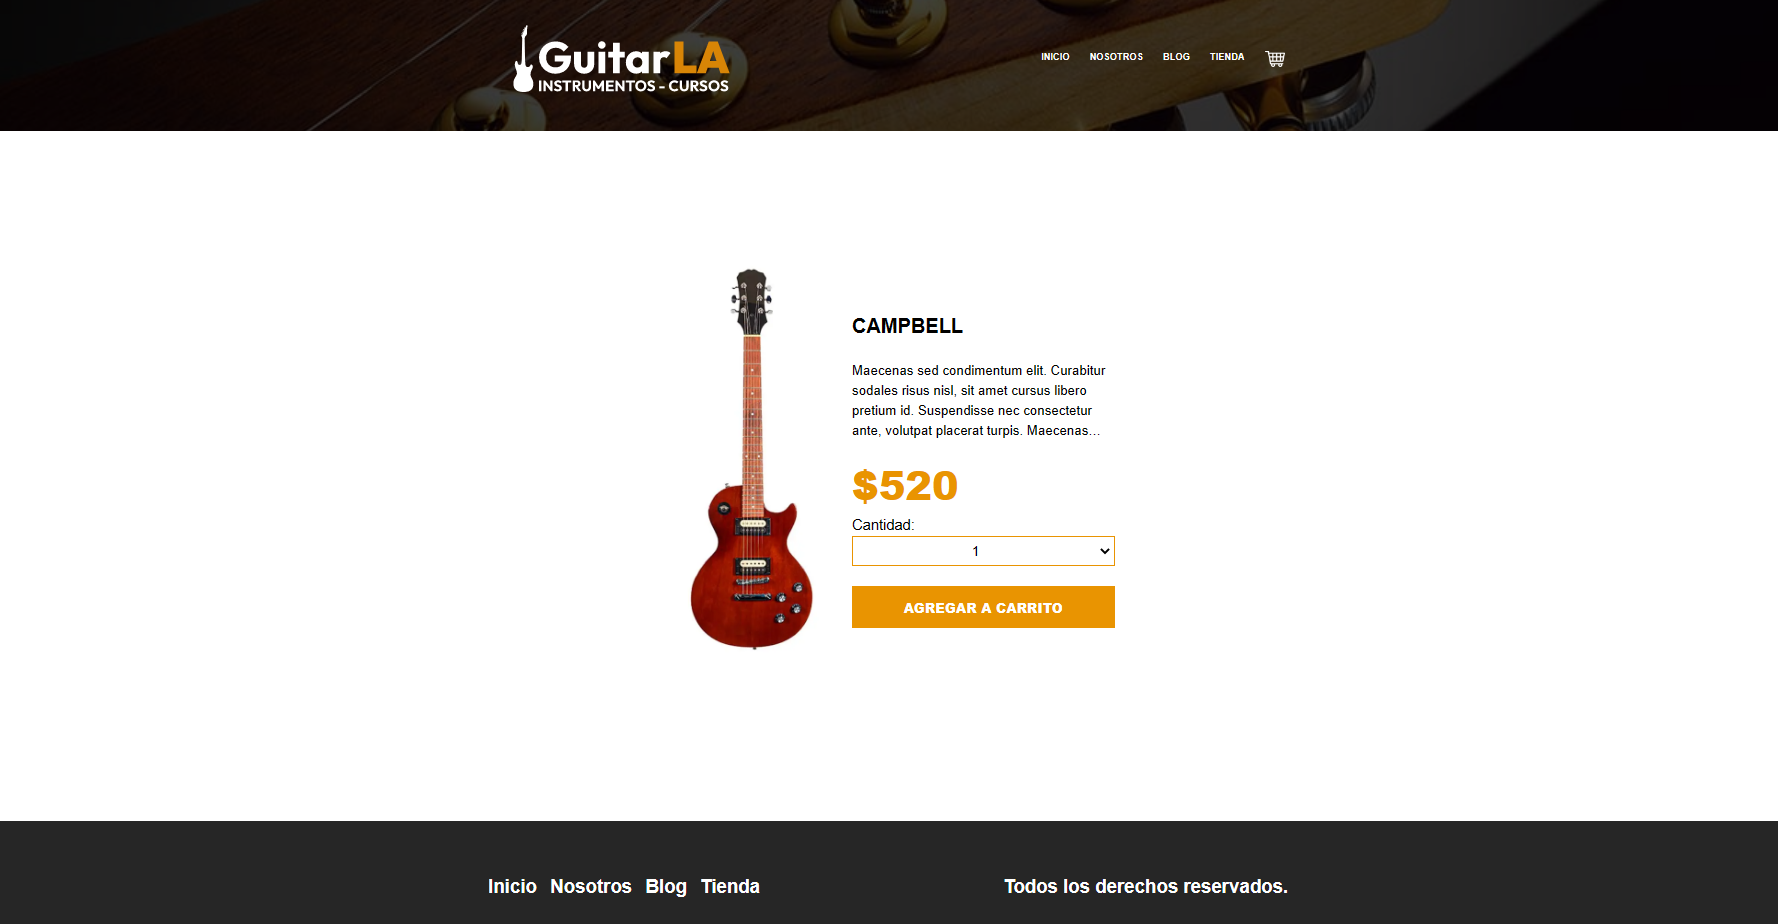 GuitarLA
INSTRUMENTOS - CURSOS
INICIO NOSOTROS BLOG TIENDA
CAMPBELL
Maecenas sed condimentum elit. Curabitur
sodales risus nisl, sit amet cursus libero
pretium id. Suspendisse nec consectetur
ante, volutpat placerat turpis. Maecenas...
$520
Cantidad:
1
AGREGAR A CARRITO
Inicio Nosotros Blog Tienda
Todos los derechos reservados.